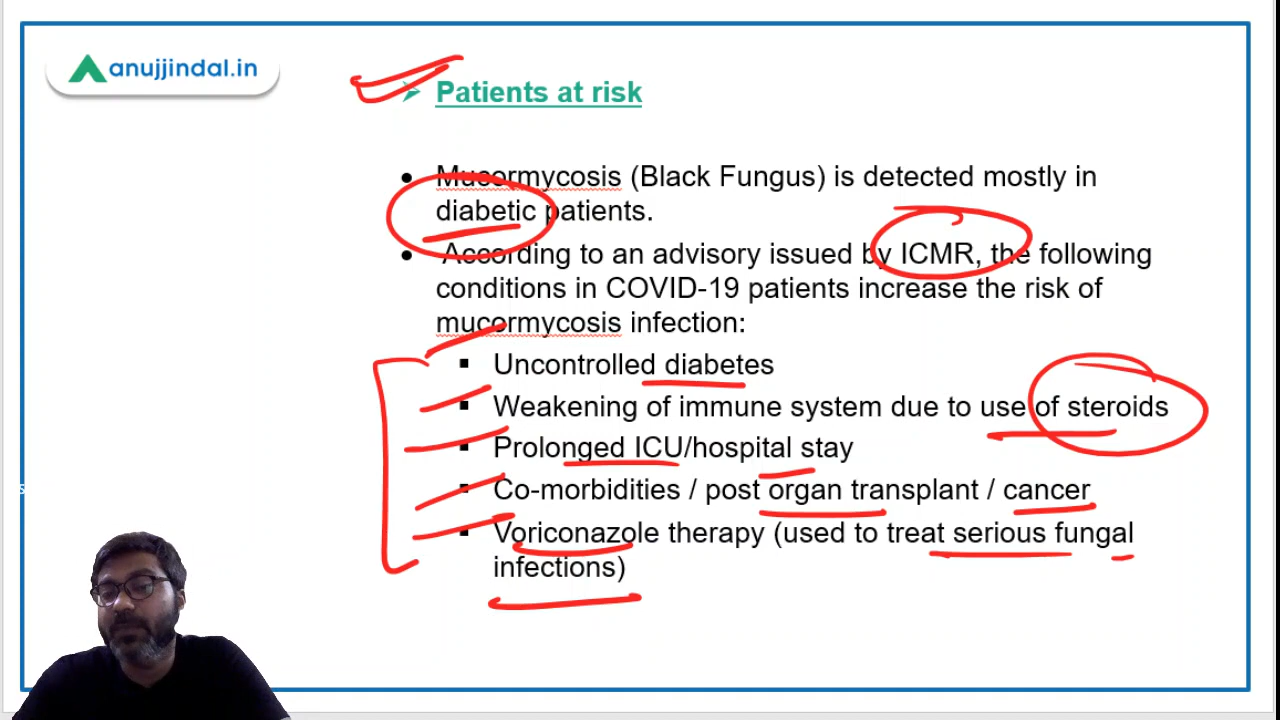 anujjindal.in
Patients at risk
Mucormycosis (Black Fungus) is detected mostly in
diabetic patients.
According to an advisory issued by ICMR, the following
conditions in COVID-19 patients increase the risk of
mucormycosis infection:
Uncontrolled diabetes
Weakening of immune system due to use of steroids
Prolonged ICU/hospital stay
Co-morbidities / post organ transplant / cancer
Voriconazole therapy (used to treat serious fungal
infections)